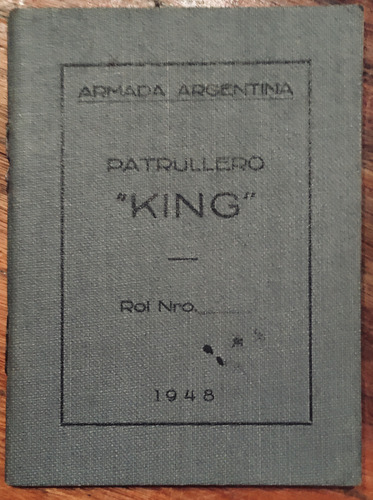 ARMADA ARGENTINA
PATRULLERO
"KING"
Rol Nro.
1948